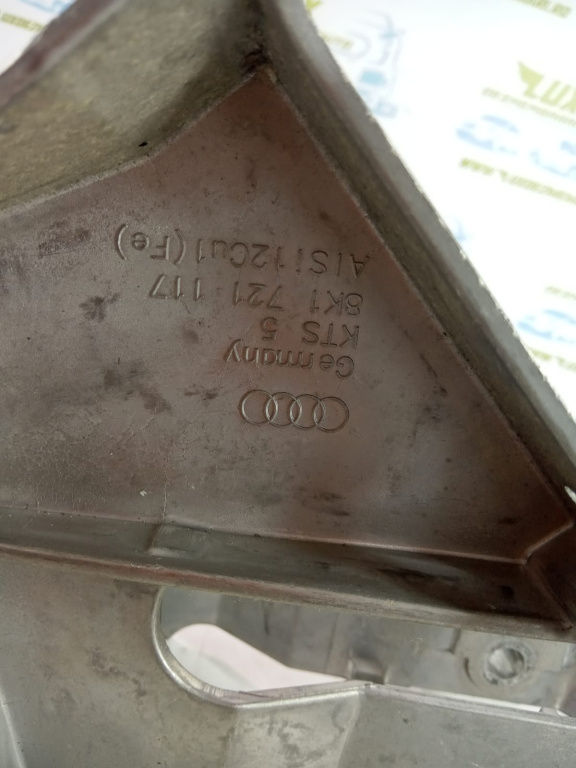 Germany
KTS 5
8K1 721 117
AlSi12Cu1(Fe)